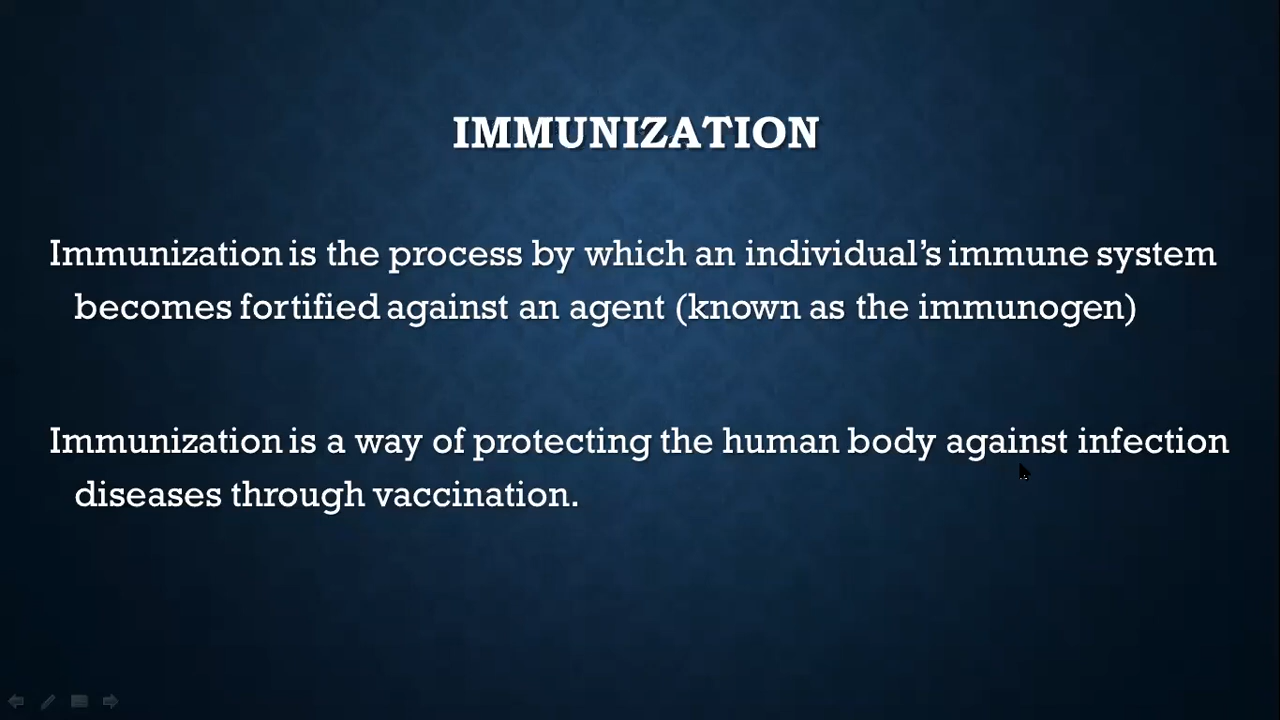 IMMUNIZATION
Immunization is the process by which an individual’s immune system
becomes fortified against an agent (known as the immunogen)
Immunization is a way of protecting the human body against infection
diseases through vaccination.